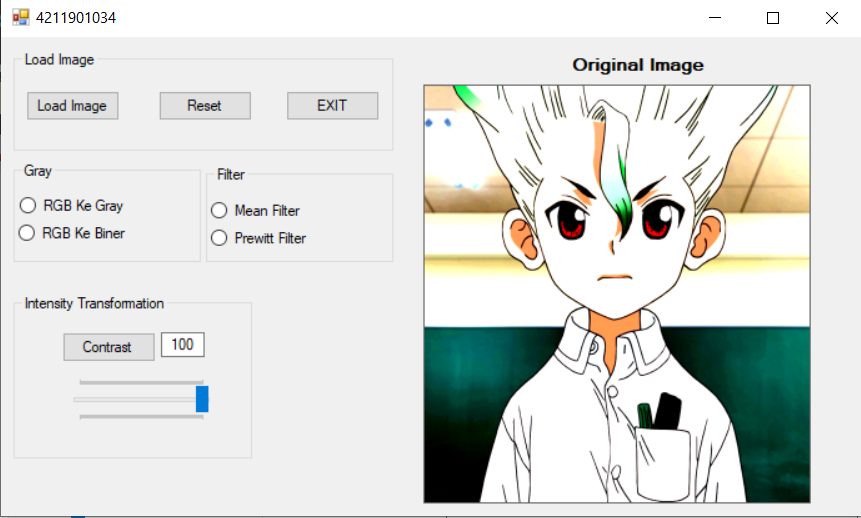 4211901034
Load Image
Load Image Reset EXIT
Gray
RGB Ke Gray
RGB Ke Biner
Filter
Mean Filter
Prewitt Filter
Intensity Transformation
Contrast 100
Original Image